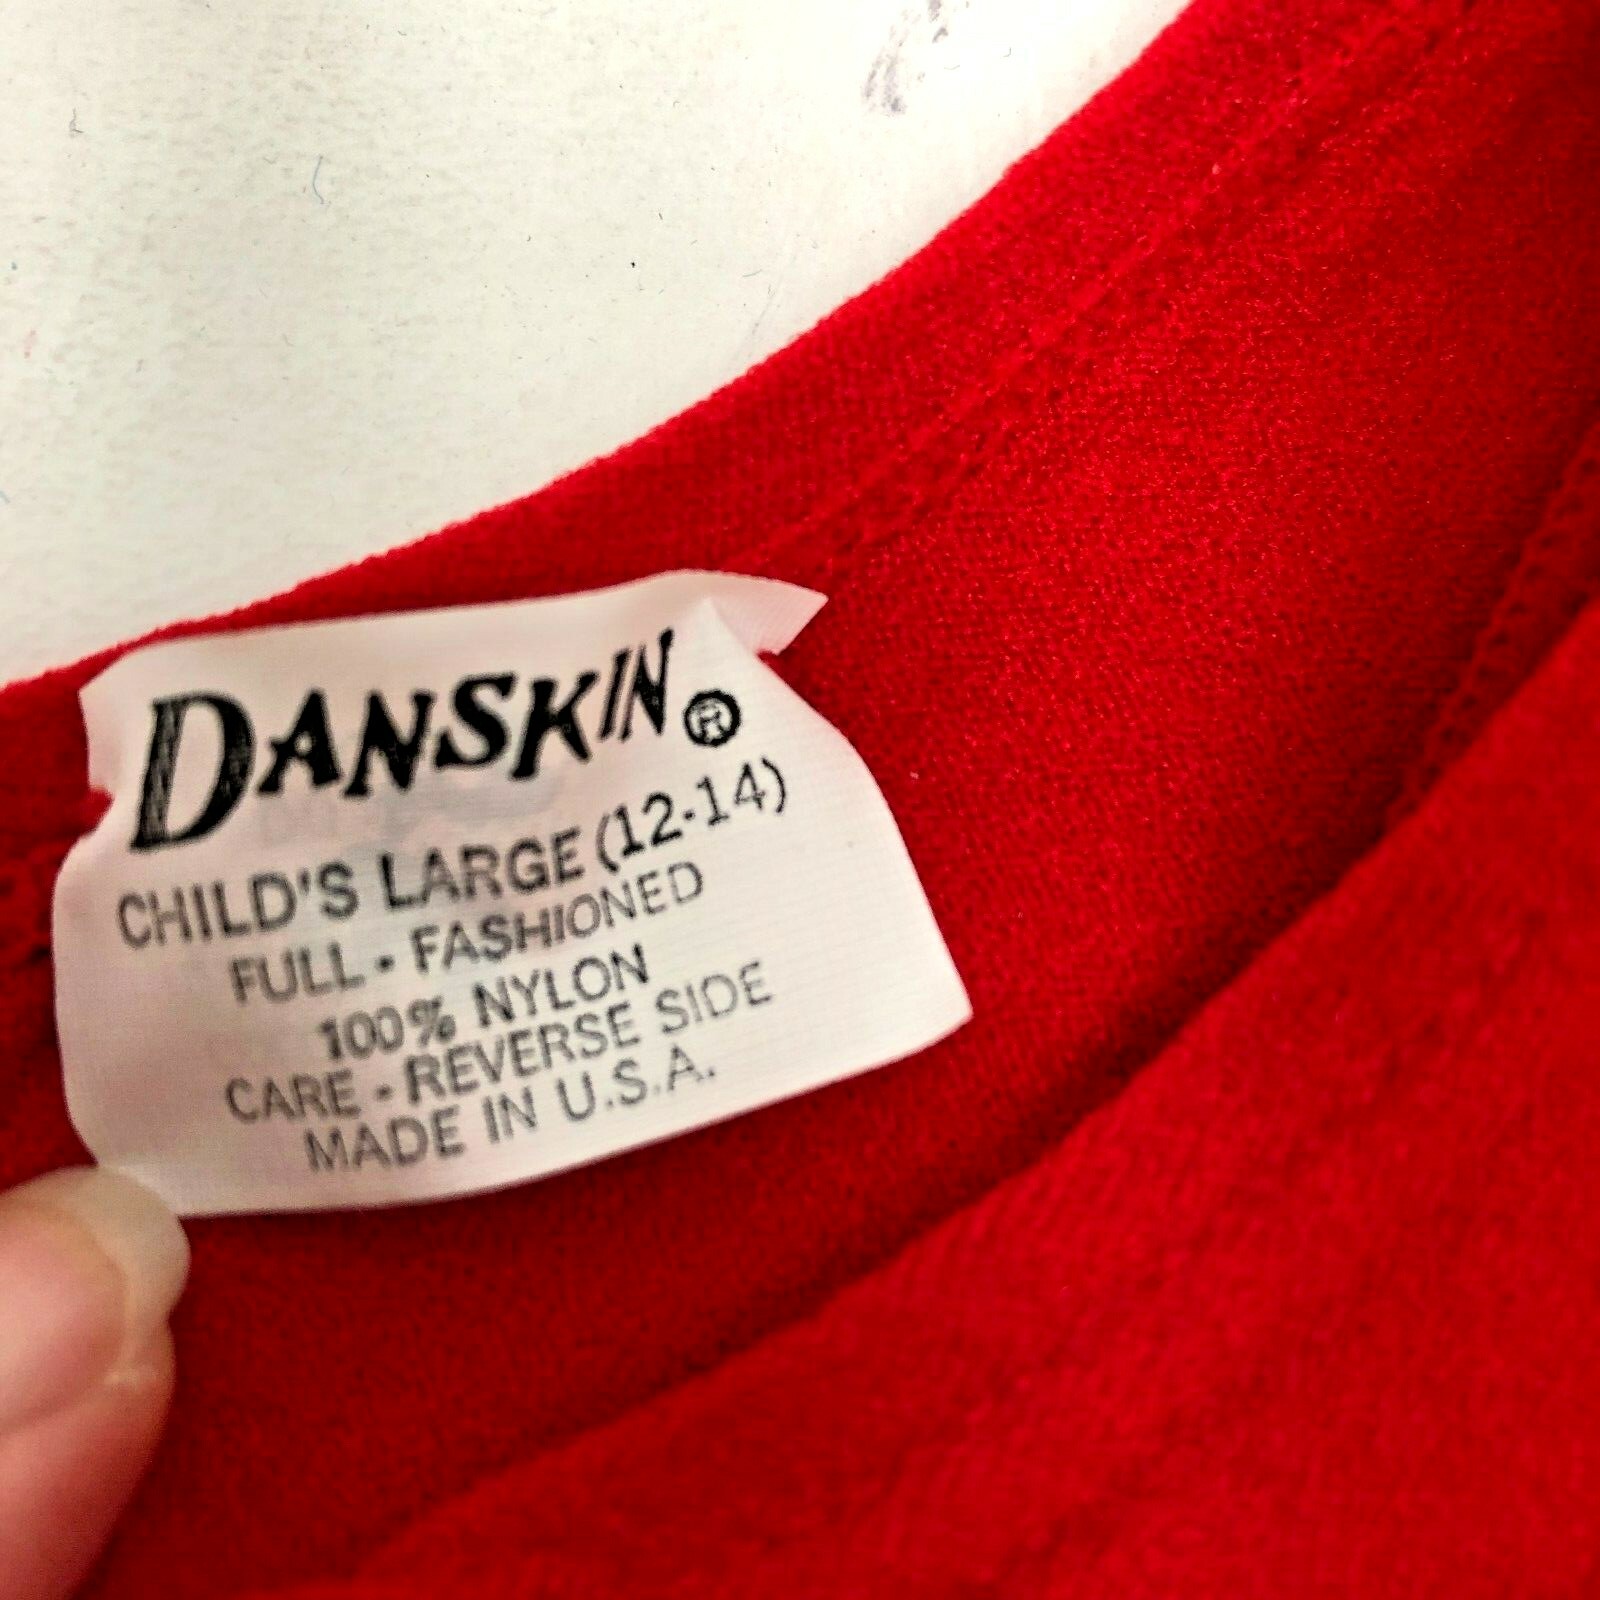 DANSKIN®
CHILD'S LARGE (12-14)
FULL-FASHIONED
100% NYLON
CARE-REVERSE SIDE
MADE IN U.S.A.